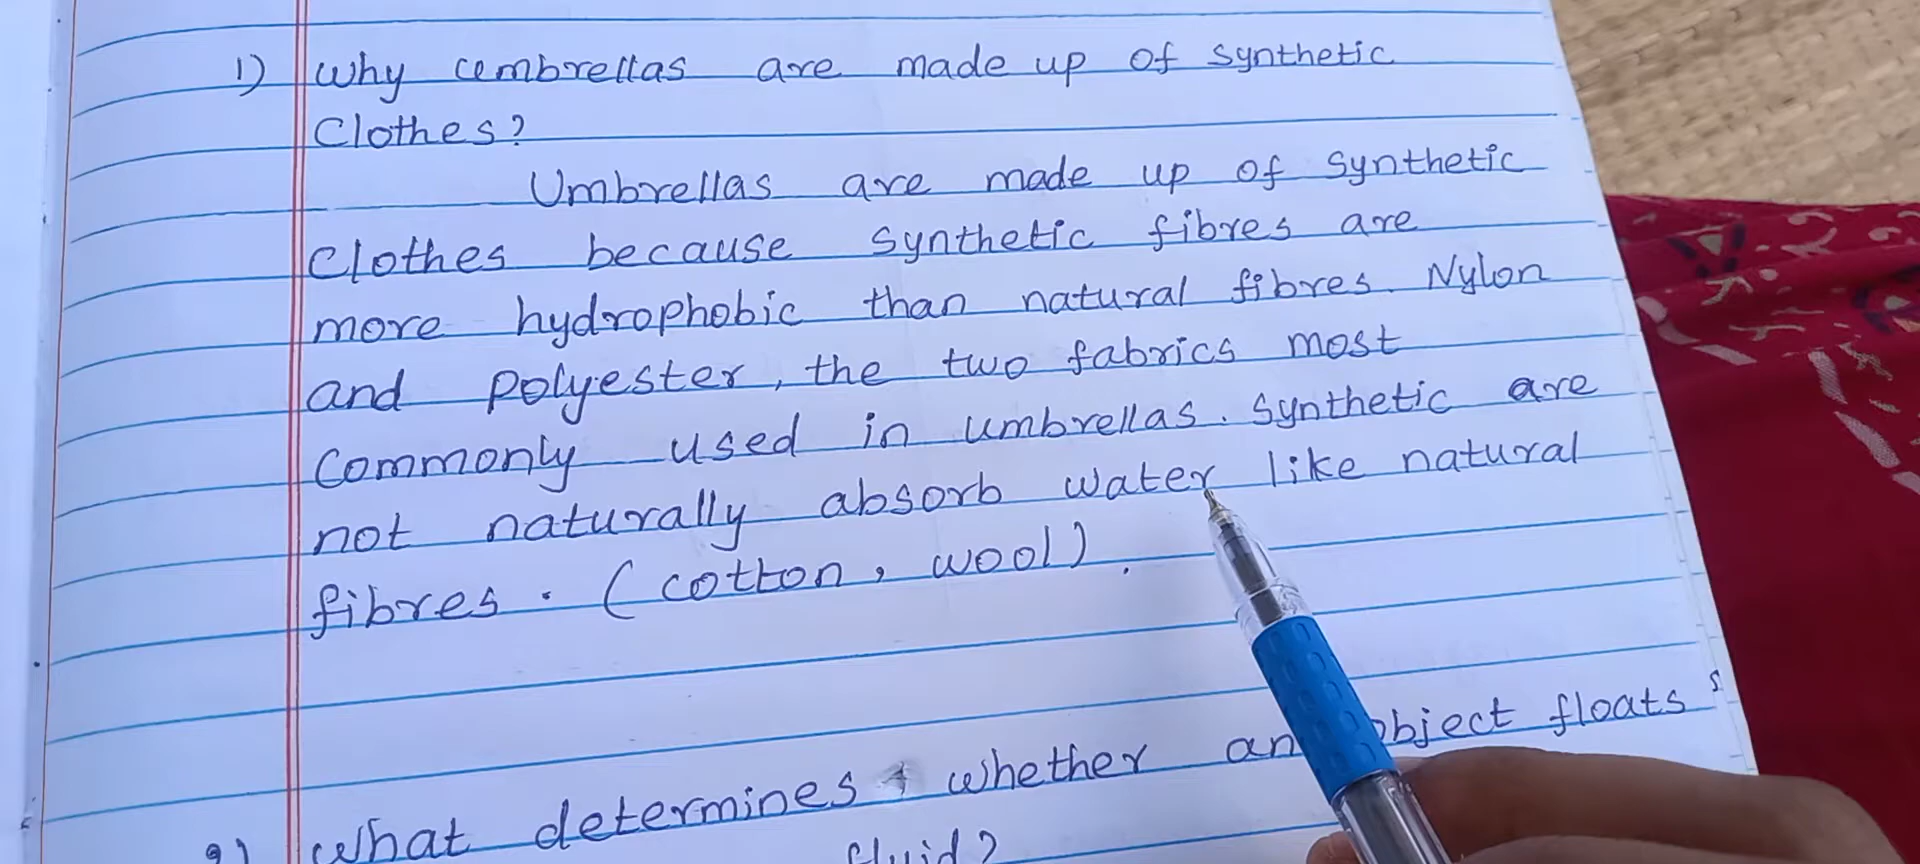 1) Why umbrellas are made up of synthetic
Clothes?
Umbrellas are made up of synthetic
Clothes because synthetic fibres are
more hydrophobic than natural fibres. Nylon
and polyester, the two fabrics most
Commonly used in umbrellas. Synthetic are
not naturally absorb water like natural
fibres. (cotton, wool).
What determines whether an object floats
fluid?